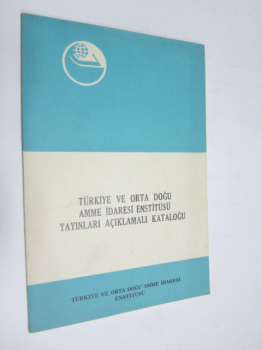 TÜRKİYE VE ORTA DOĞU
AMME İDARESİ ENSTİTÜSÜ
YAYINLARI AÇIKLAMALI KATALOĞU
TÜRKİYE VE ORTA DOĞU AMME İDARESİ
ENSTİTÜSÜ